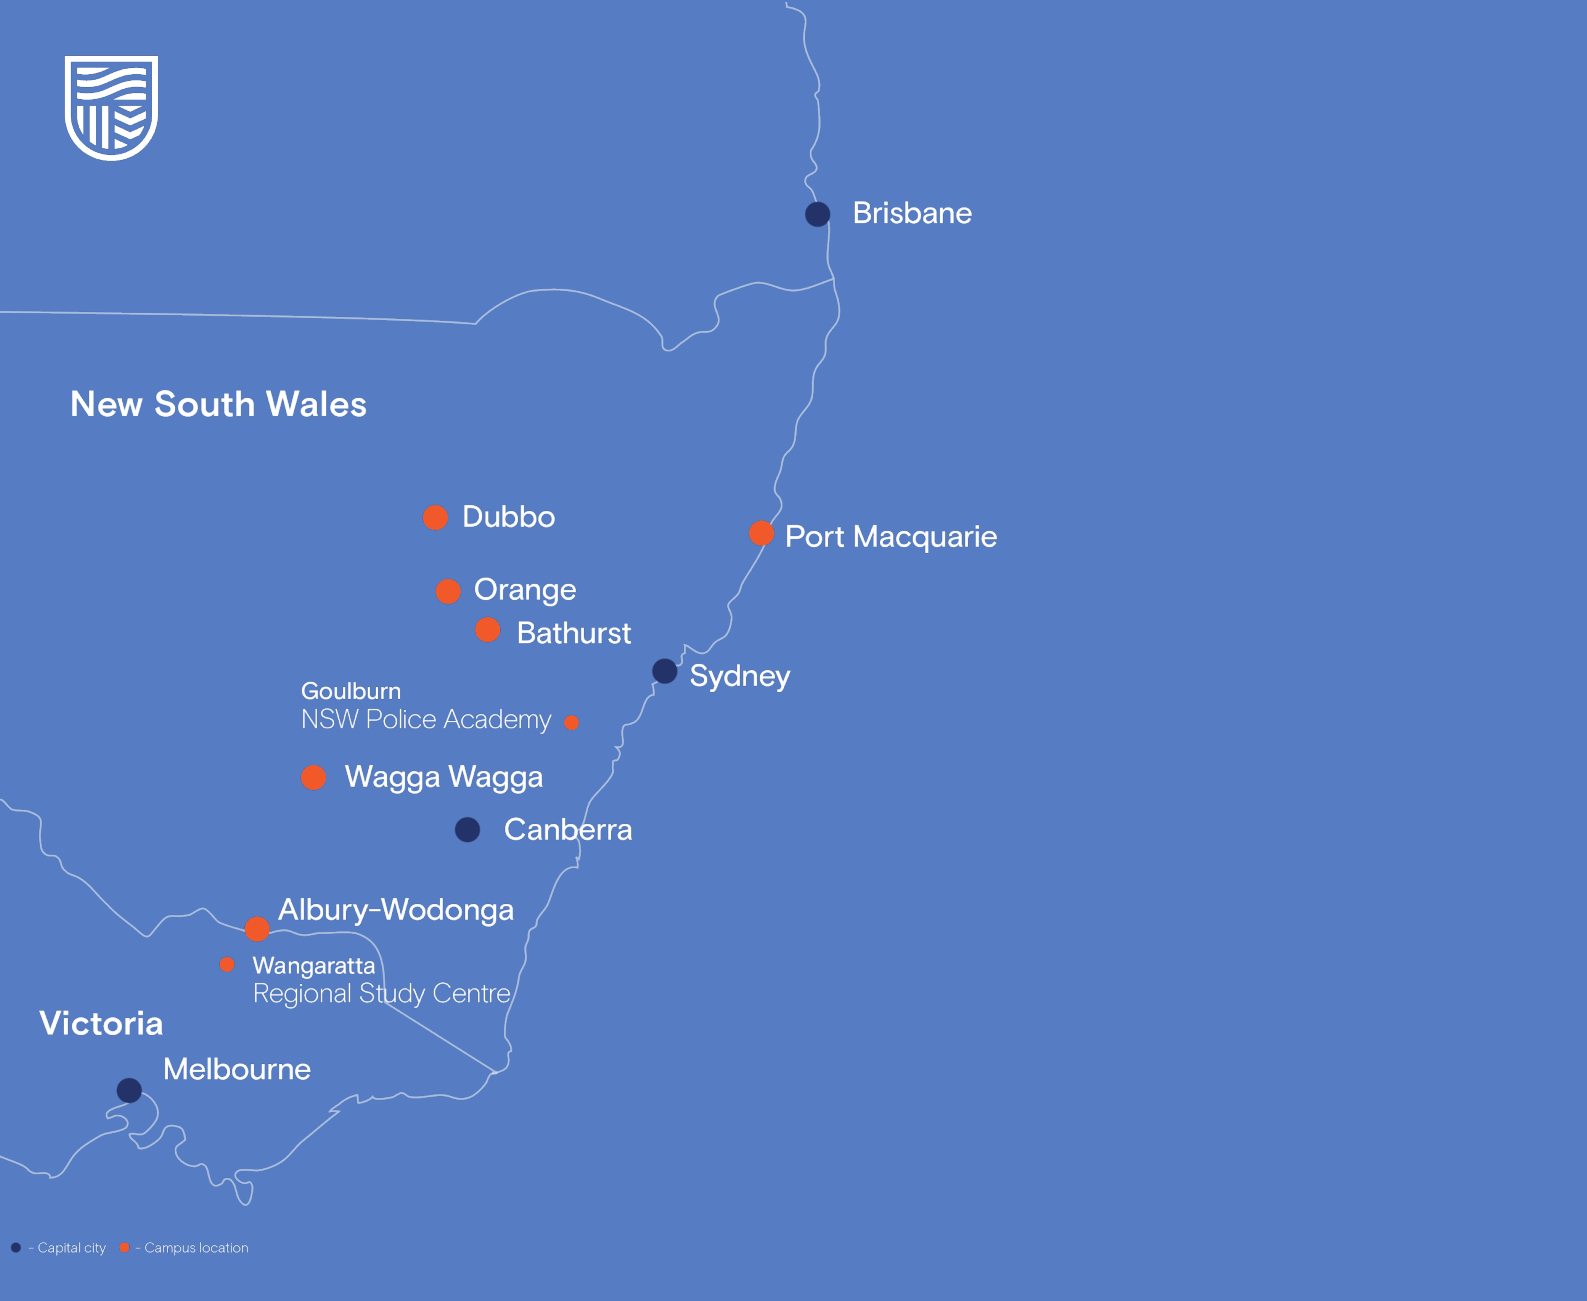 Brisbane
New South Wales
Dubbo
Port Macquarie
Orange
Bathurst
Sydney
Goulburn
NSW Police Academy
Wagga Wagga
Canberra
Albury-Wodonga
Wangaratta
Regional Study Centre
Victoria
Melbourne
- Capital city - Campus location